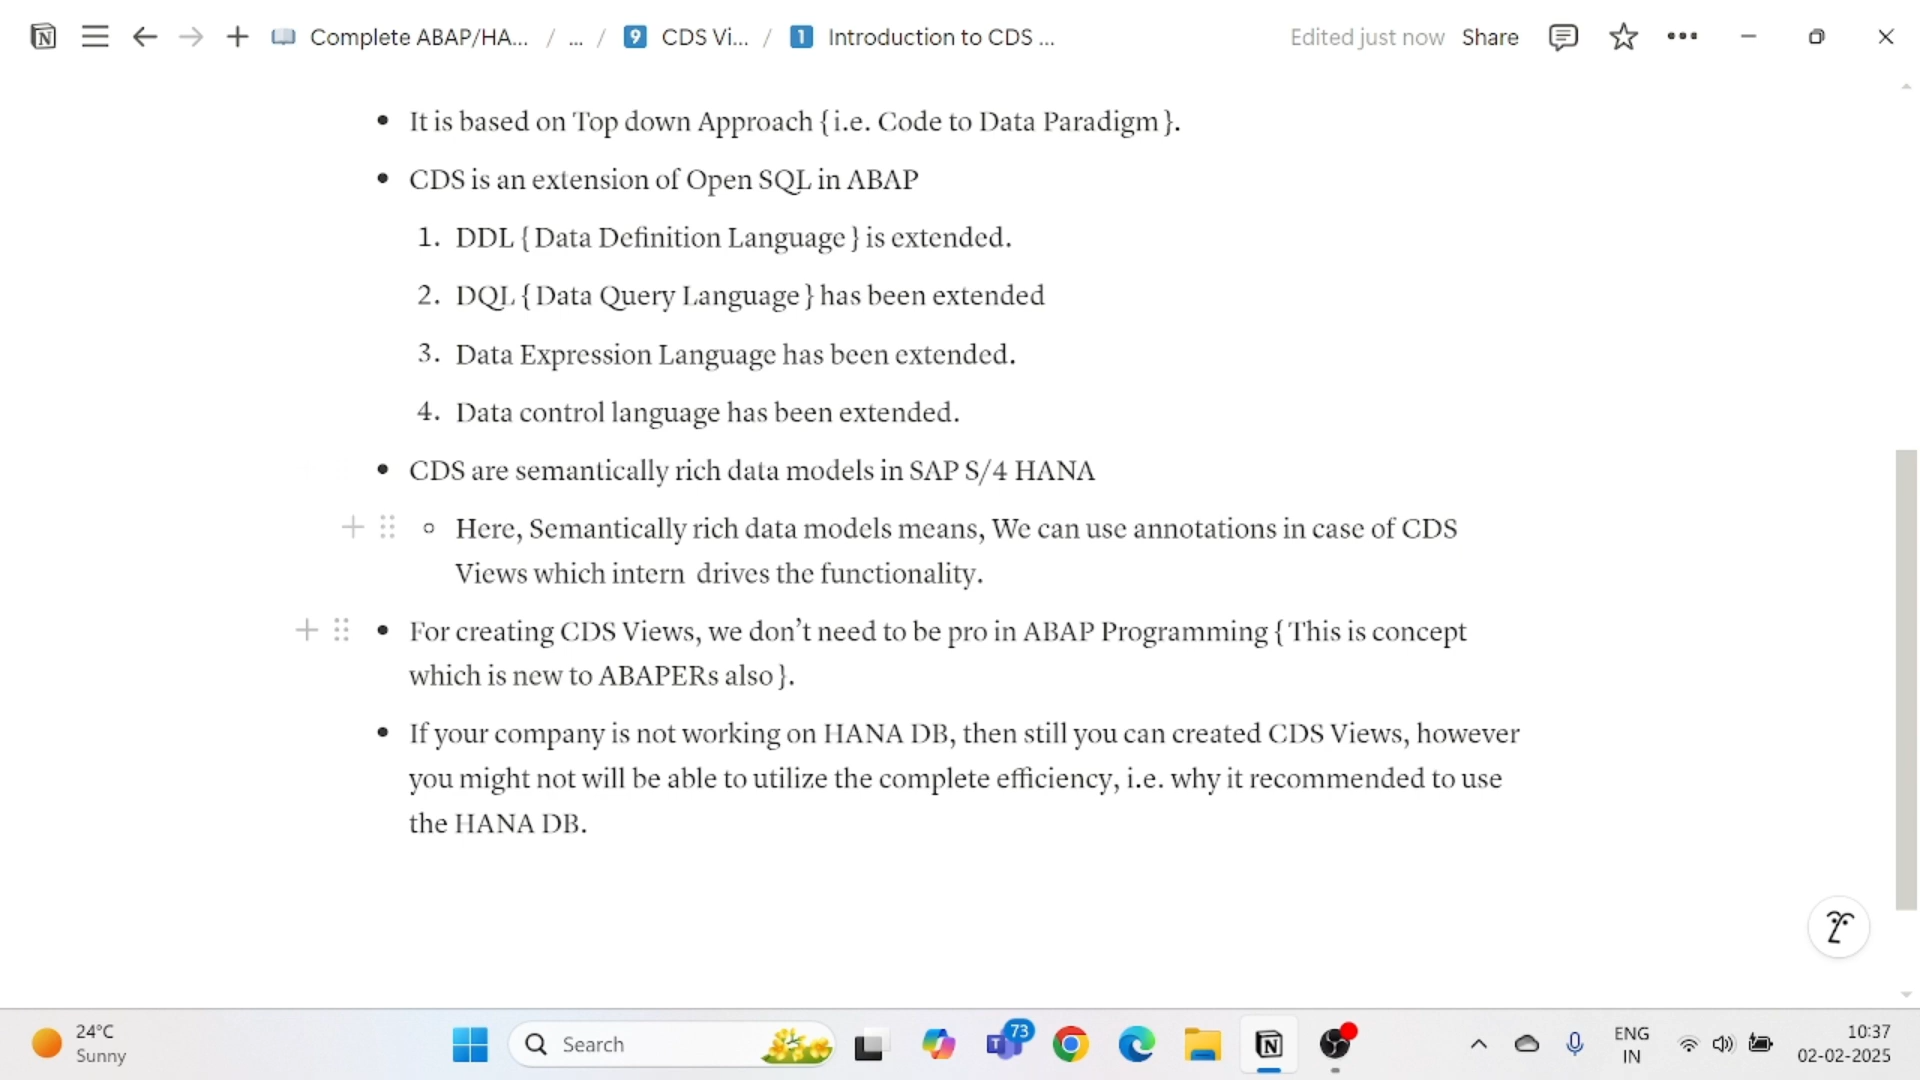 Complete ABAP/HA... / ... / 9 CDS Vi... / 1 Introduction to CDS ... Edited just now Share
• It is based on Top down Approach {i.e. Code to Data Paradigm}.
• CDS is an extension of Open SQL in ABAP
1. DDL {Data Definition Language} is extended.
2. DQL {Data Query Language} has been extended
3. Data Expression Language has been extended.
4. Data control language has been extended.
• CDS are semantically rich data models in SAP S/4 HANA
◦ Here, Semantically rich data models means, We can use annotations in case of CDS
Views which intern  drives the functionality.
• For creating CDS Views, we don’t need to be pro in ABAP Programming {This is concept
which is new to ABAPERs also}.
• If your company is not working on HANA DB, then still you can created CDS Views, however
you might not will be able to utilize the complete efficiency, i.e. why it recommended to use
the HANA DB.
24°C
Sunny
Search
73
ENG
IN
10:37
02-02-2025